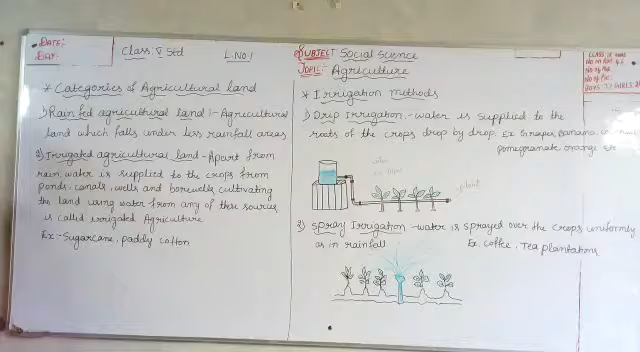 DATE:-
DAY:-
Class: V Std
L.No:1
SUBJECT Social Science
TOPIC:- Agriculture
* Categories of Agricultural land
1) Rain fed agricultural land :- Agricultural
land which falls under less rainfall areas
2) Irrigated agricultural land - Apart from
rain, water is supplied to the crops from
ponds, canals, wells and borewells cultivating
the land using water from any of these sources
is called irrigated Agriculture
Ex:- Sugarcane, paddy cotton
* Irrigation methods
1) Drip Irrigation - water is supplied to the
roots of the crops drop by drop. Ex Grapes, Banana,
pomegranate orange etc
plant
2) Spray Irrigation - water is sprayed over the crops uniformly
as in rainfall
Ex. coffee, Tea plantations